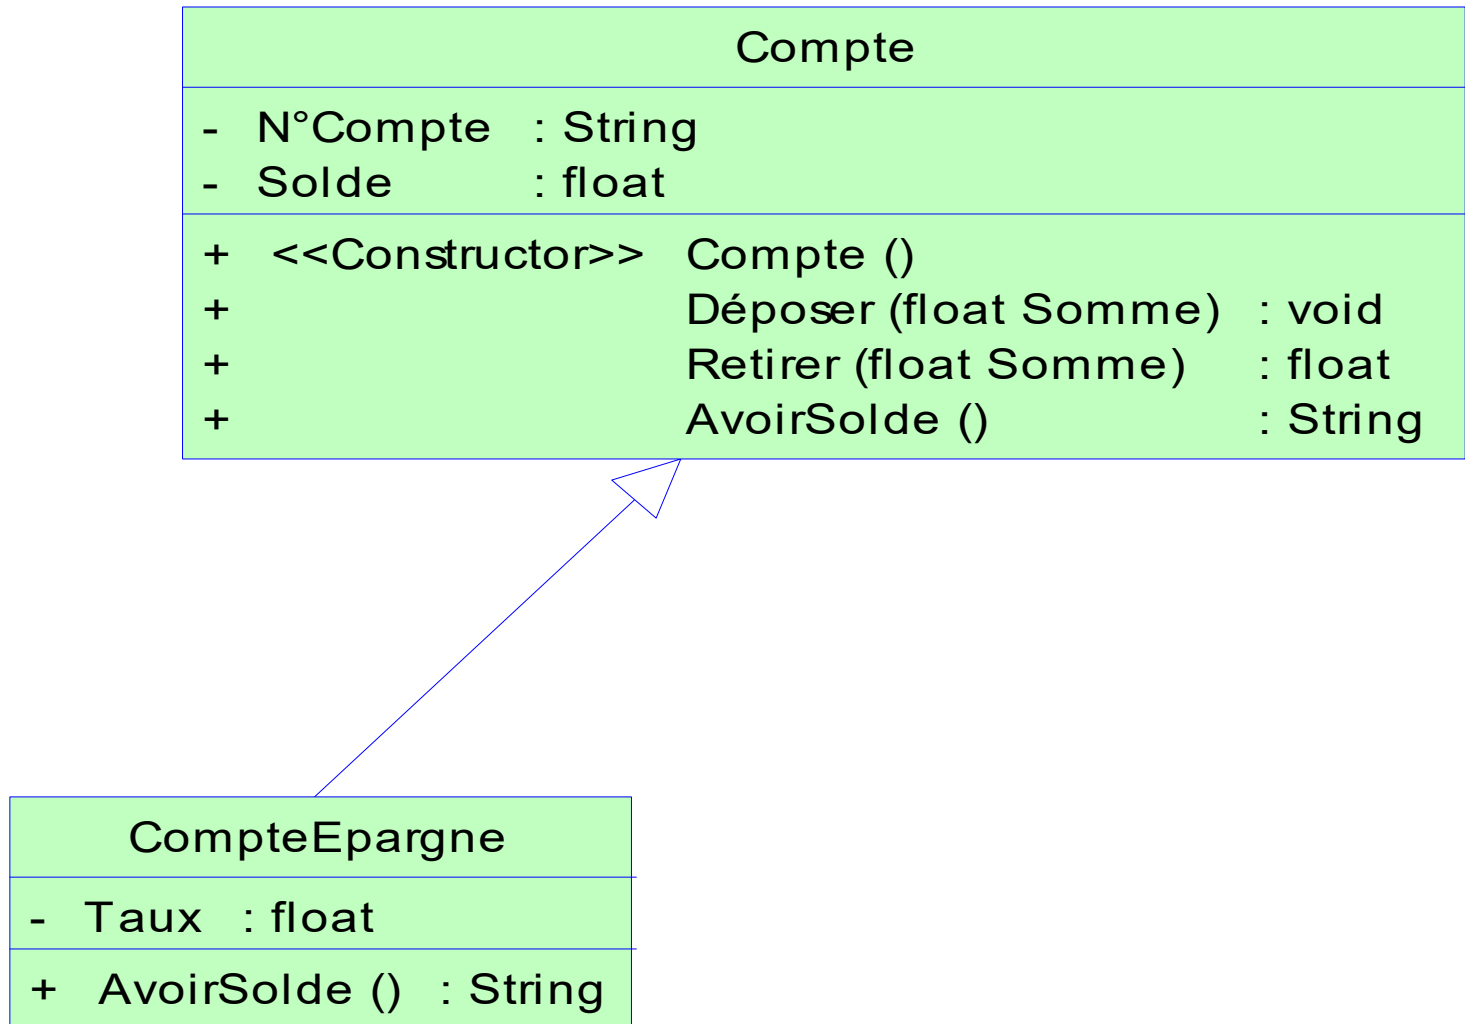 Compte
- N°Compte : String
- Solde : float
+ <<Constructor>> Compte ()
+ Déposer (float Somme) : void
+ Retirer (float Somme) : float
+ AvoirSolde () : String
CompteEpargne
- Taux : float
+ AvoirSolde () : String